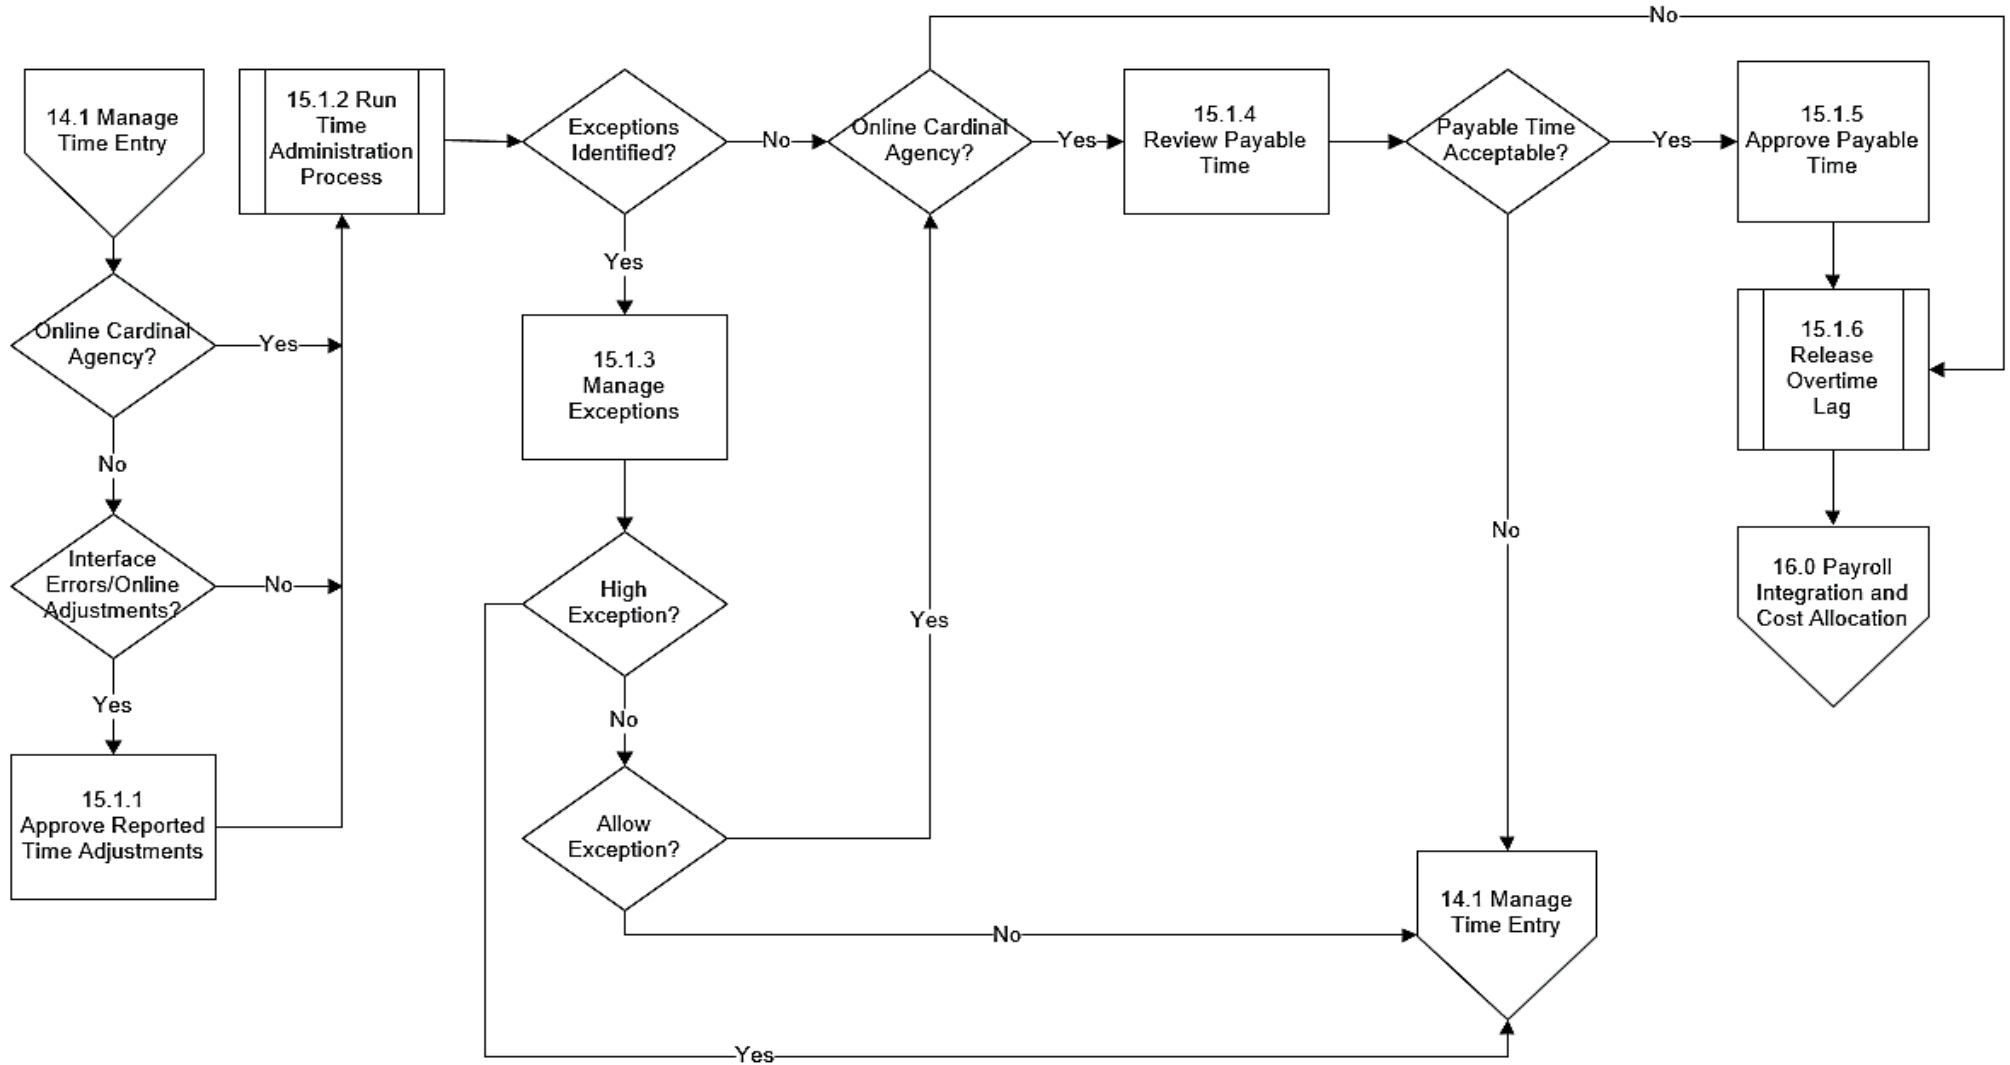 No
14.1 Manage
Time Entry
15.1.2 Run
Time
Administration
Process
Exceptions
Identified?
No
Online Cardinal
Agency?
Yes
15.1.4
Review Payable
Time
Payable Time
Acceptable?
Yes
15.1.5
Approve Payable
Time
Yes
Online Cardinal
Agency?
Yes
15.1.3
Manage
Exceptions
15.1.6
Release
Overtime
Lag
No
Interface
Errors/Online
Adjustments?
No
High
Exception?
Yes
No
16.0 Payroll
Integration and
Cost Allocation
Yes
No
15.1.1
Approve Reported
Time Adjustments
Allow
Exception?
No
14.1 Manage
Time Entry
Yes